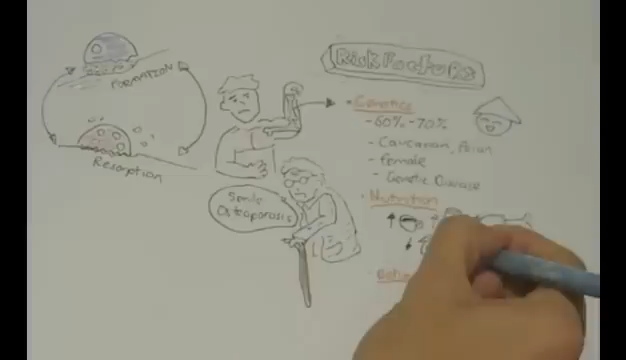 FORMATION
Resorption
Senile
Osteoporosis
Risk Factors
• Genetics
- 60% - 70%
- Caucasian, Asian
- Female
- Genetic Disease
• Nutrition